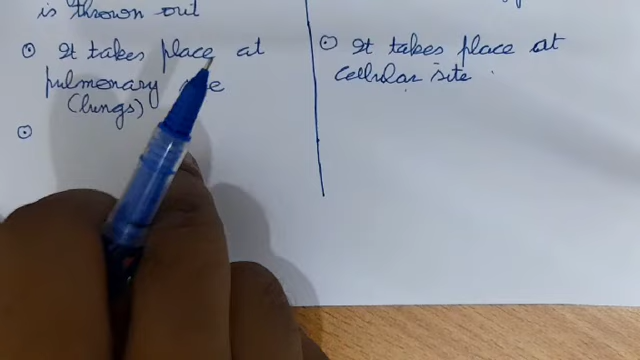 is thrown out
It takes place at
pulmonary
(lungs)
It takes place at
cellular site